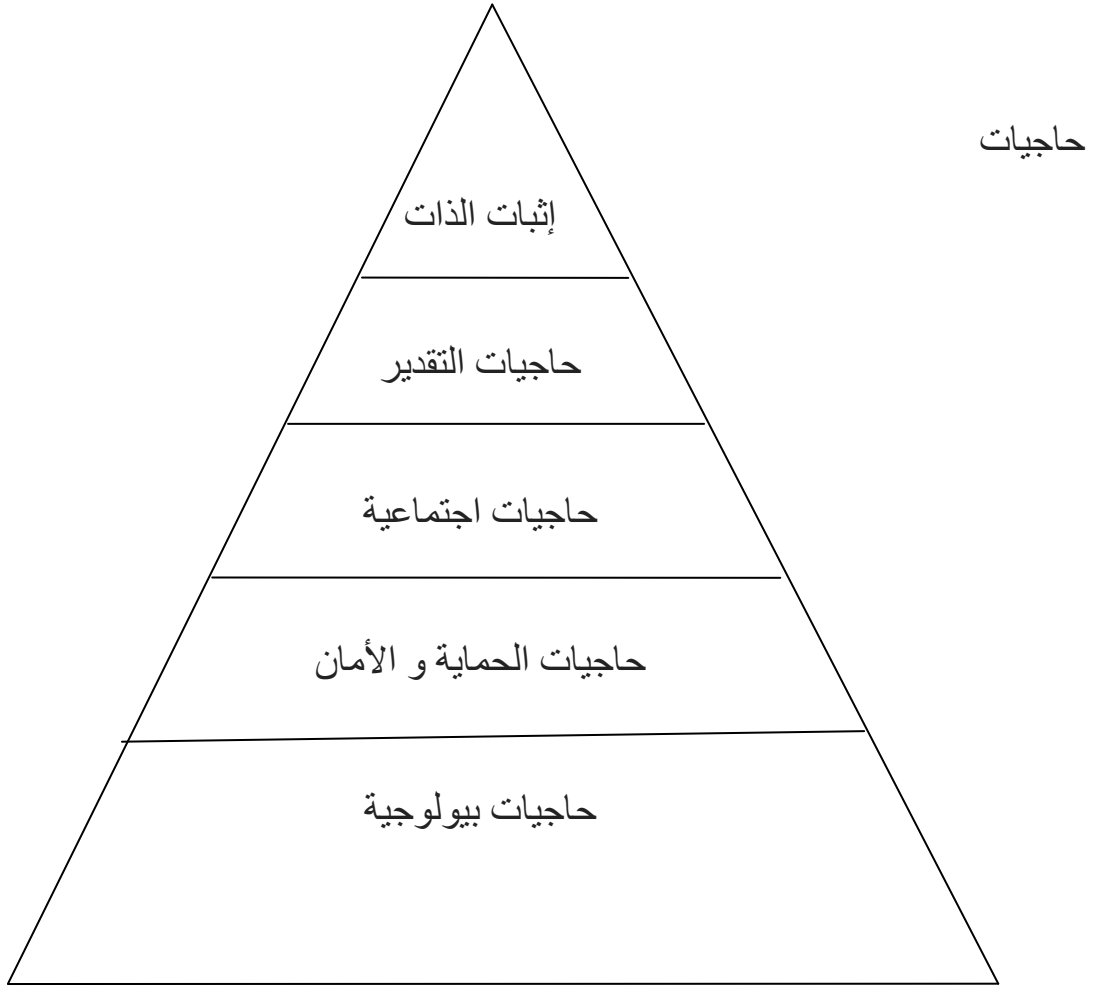 حاجيات
إثبات الذات
حاجيات التقدير
حاجيات اجتماعية
حاجيات الحماية و الأمان
حاجيات بيولوجية